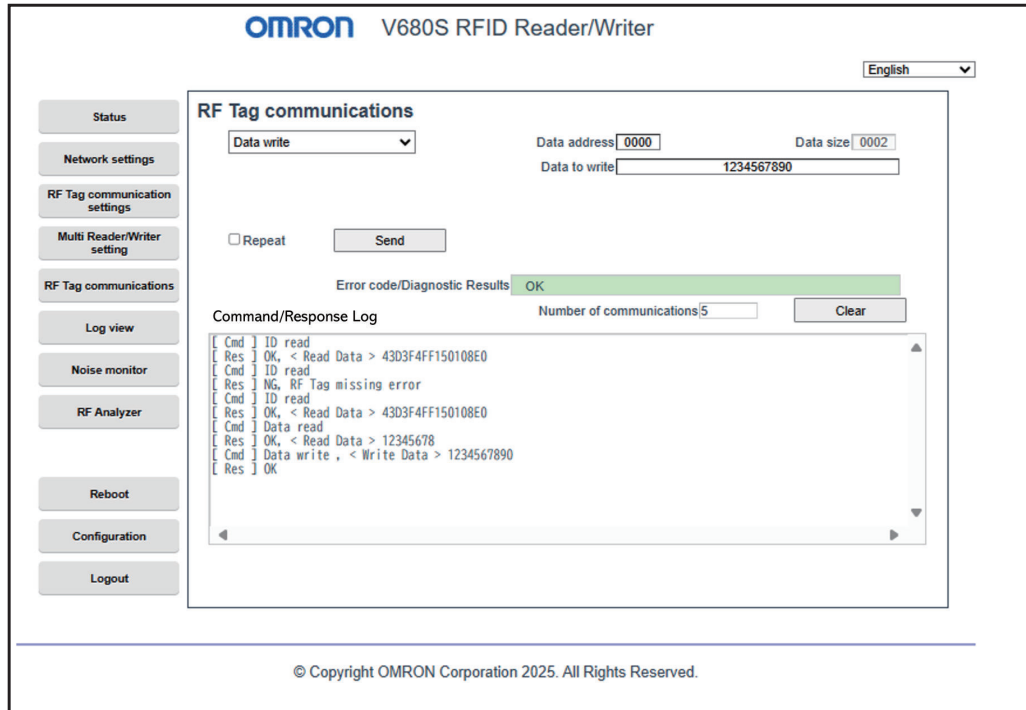 OMRON V680S RFID Reader/Writer
English
Status
Network settings
RF Tag communication
settings
Multi Reader/Writer
setting
RF Tag communications
Log view
Noise monitor
RF Analyzer
Reboot
Configuration
Logout
RF Tag communications
Data write
Data address 0000
Data size 0002
Data to write 1234567890
Repeat
Send
Error code/Diagnostic Results OK
Command/Response Log
Number of communications 5
Clear
[ Cmd ] ID read
[ Res ] OK, < Read Data > 43D3F4FF150108E0
[ Cmd ] ID read
[ Res ] NG, RF Tag missing error
[ Cmd ] ID read
[ Res ] OK, < Read Data > 43D3F4FF150108E0
[ Cmd ] Data read
[ Res ] OK, < Read Data > 12345678
[ Cmd ] Data write , < Write Data > 1234567890
[ Res ] OK
© Copyright OMRON Corporation 2025. All Rights Reserved.